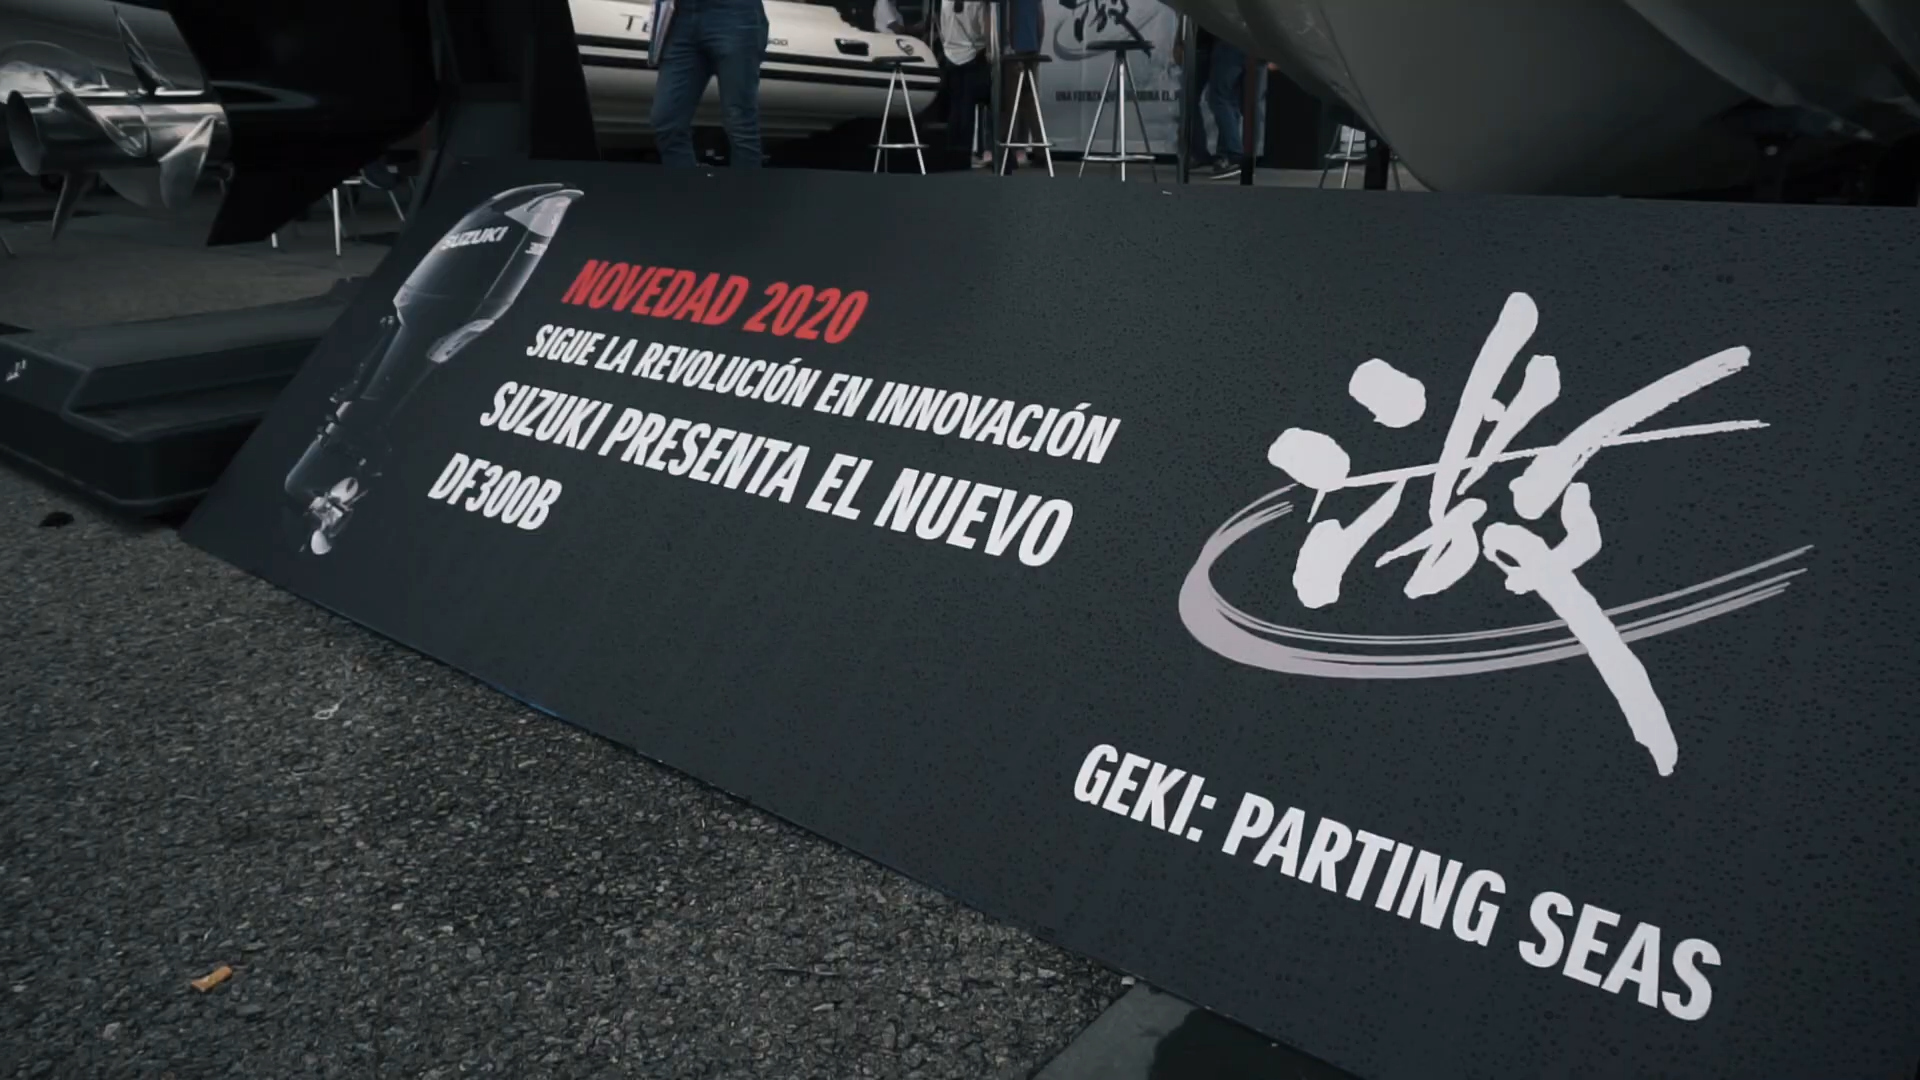 SUZUKI
NOVEDAD 2020
SIGUE LA REVOLUCIÓN EN INNOVACIÓN
SUZUKI PRESENTA EL NUEVO
DF300B
激
GEKI: PARTING SEAS